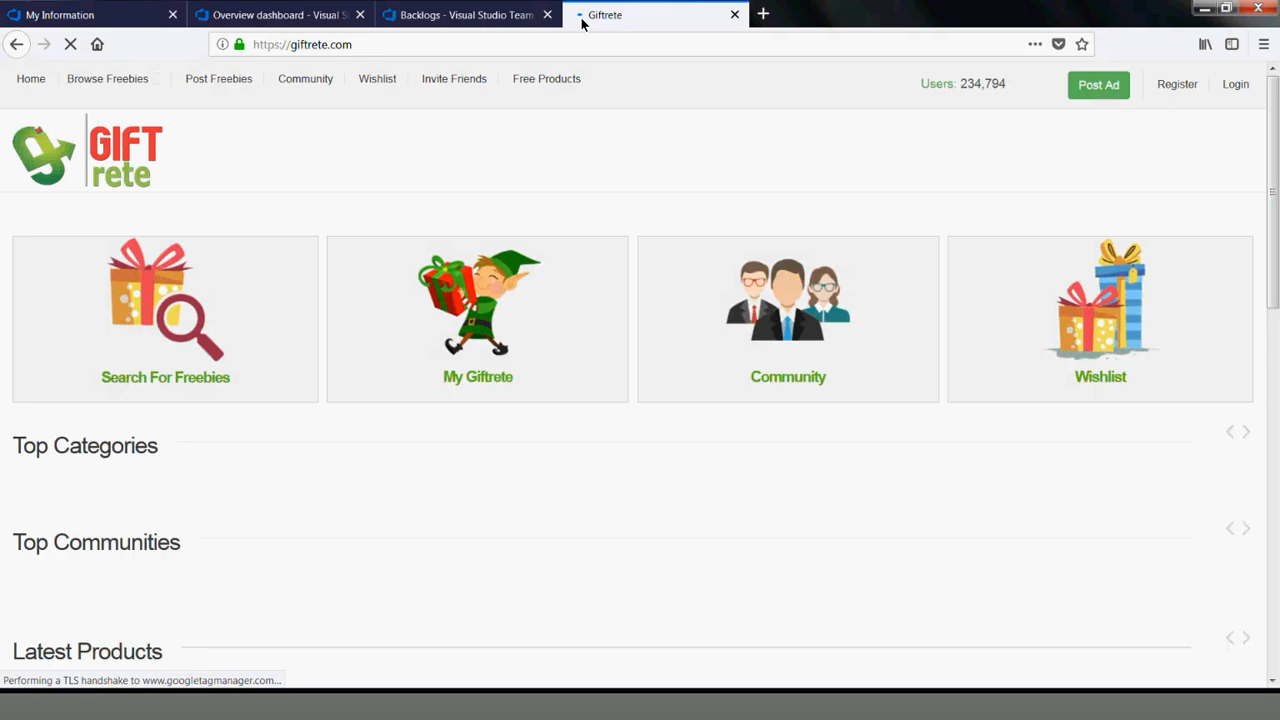 My Information
Overview dashboard - Visual S
Backlogs - Visual Studio Team
Giftrete
https://giftrete.com
Home
Browse Freebies
Post Freebies
Community
Wishlist
Invite Friends
Free Products
Users: 234,794
Post Ad
Register
Login
GIFT
rete
Search For Freebies
My Giftrete
Community
Wishlist
Top Categories
Top Communities
Latest Products
Performing a TLS handshake to www.googletagmanager.com...